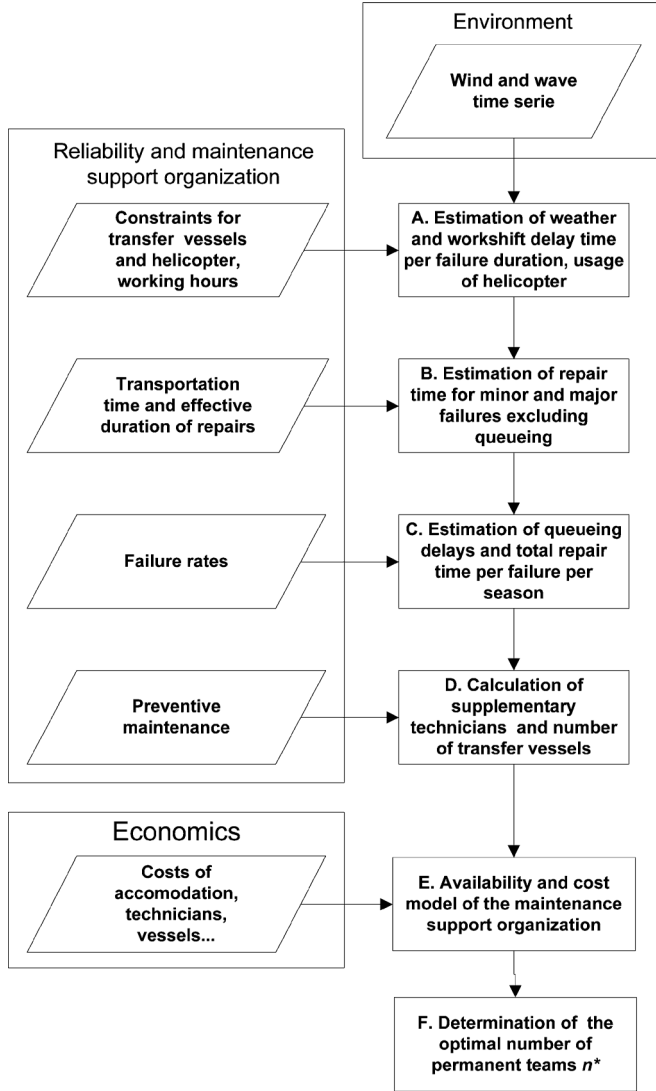 Environment
Wind and wave
time serie
Reliability and maintenance
support organization
Constraints for
transfer vessels
and helicopter,
working hours
A. Estimation of weather
and workshift delay time
per failure duration, usage
of helicopter
Transportation
time and effective
duration of repairs
B. Estimation of repair
time for minor and major
failures excluding
queueing
Failure rates
C. Estimation of queueing
delays and total repair
time per failure per
season
Preventive
maintenance
D. Calculation of
supplementary
technicians and number
of transfer vessels
Economics
Costs of
accomodation,
technicians,
vessels...
E. Availability and cost
model of the maintenance
support organization
F. Determination of the
optimal number of
permanent teams n*